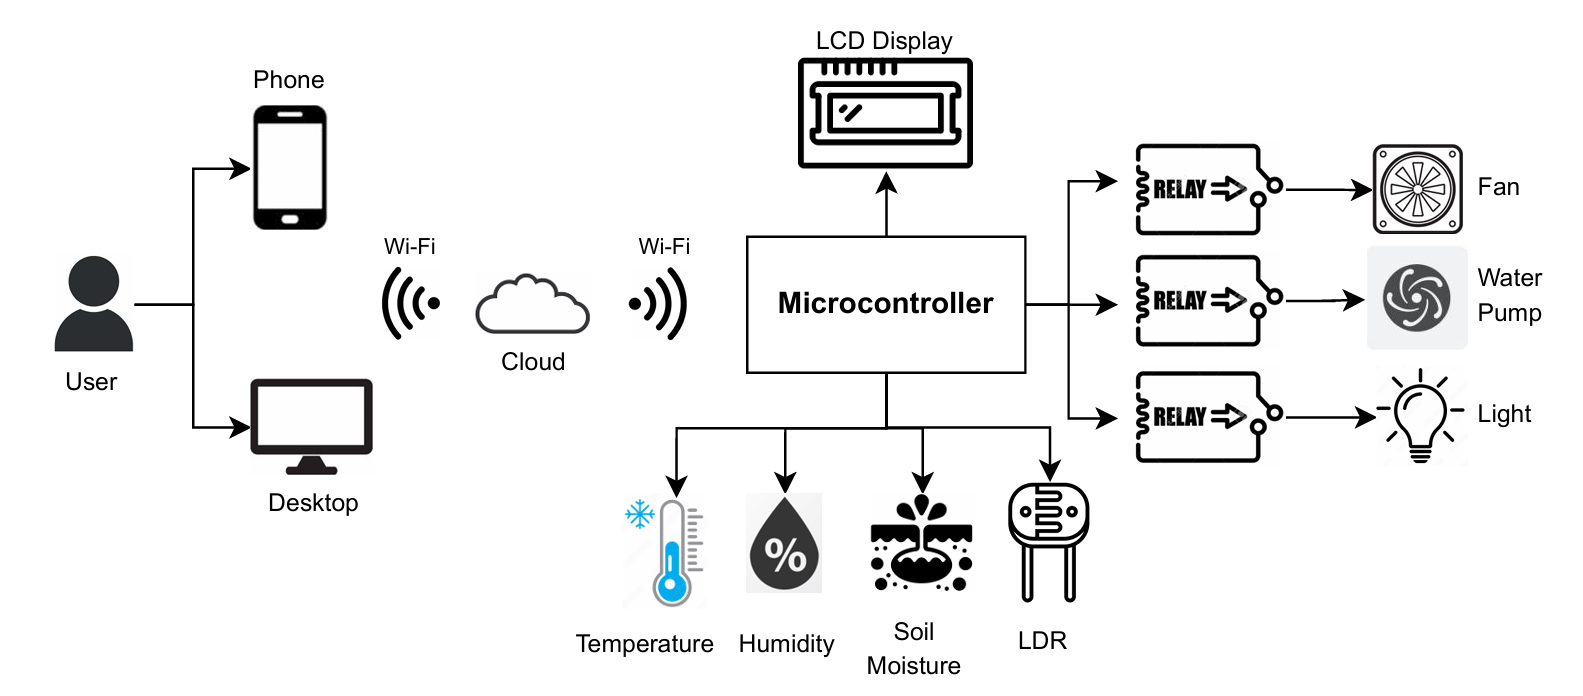 LCD Display
Phone
RELAY
Fan
Wi-Fi
Wi-Fi
Microcontroller
RELAY
Water
Pump
Cloud
User
RELAY
Light
Desktop
%
Temperature
Humidity
Soil
Moisture
LDR